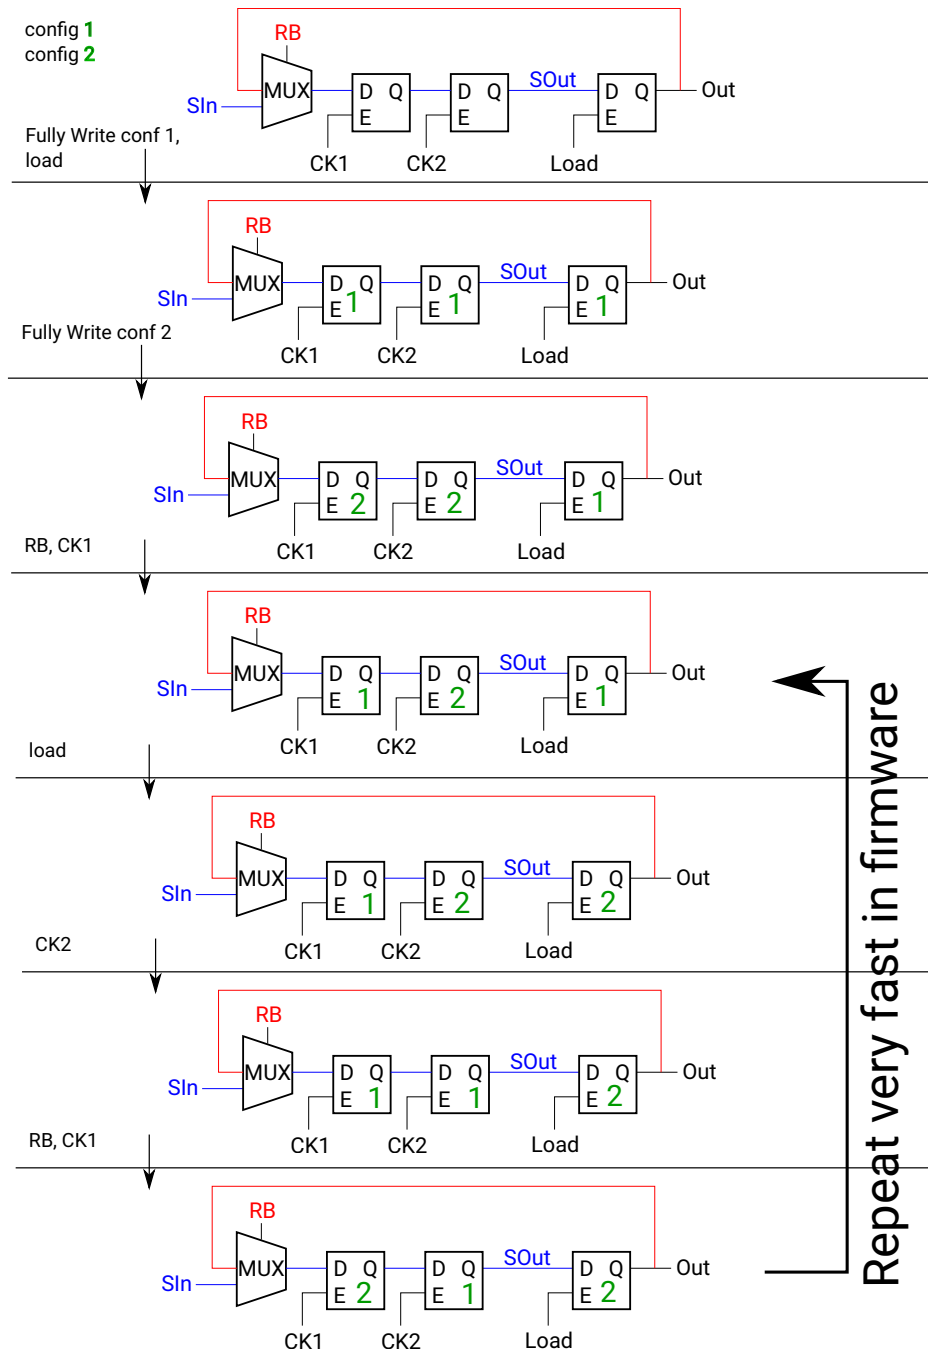 config 1
config 2
RB
MUX
D Q
E
D Q
E
SOut
D Q
E
Out
SIn
CK1
CK2
Load
Fully Write conf 1,
load
RB
MUX
D Q
E 1
D Q
E 1
SOut
D Q
E 1
Out
SIn
CK1
CK2
Load
Fully Write conf 2
RB
MUX
D Q
E 2
D Q
E 2
SOut
D Q
E 1
Out
SIn
CK1
CK2
Load
RB, CK1
RB
MUX
D Q
E 1
D Q
E 2
SOut
D Q
E 1
Out
SIn
CK1
CK2
Load
load
RB
MUX
D Q
E 1
D Q
E 2
SOut
D Q
E 2
Out
SIn
CK1
CK2
Load
CK2
RB
MUX
D Q
E 1
D Q
E 1
SOut
D Q
E 2
Out
SIn
CK1
CK2
Load
RB, CK1
RB
MUX
D Q
E 2
D Q
E 1
SOut
D Q
E 2
Out
SIn
CK1
CK2
Load
Repeat very fast in firmware